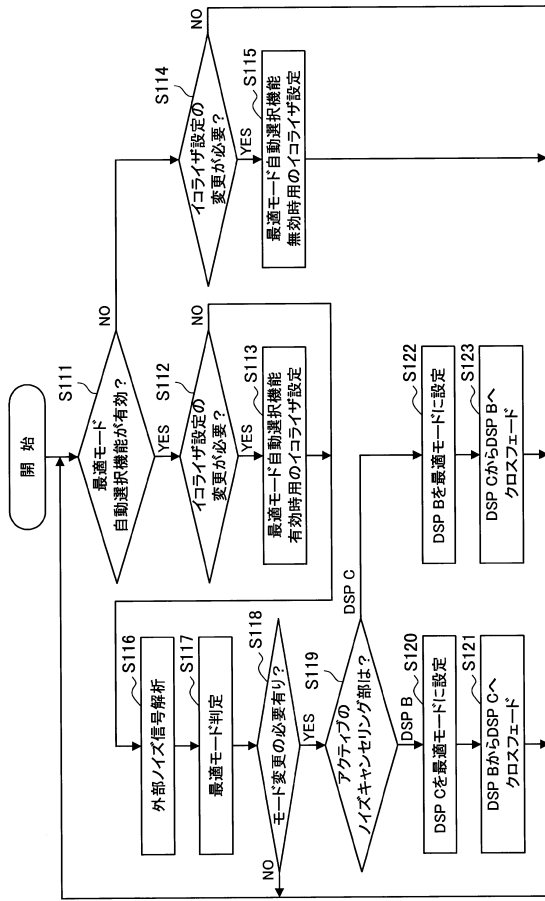 開始
S111
最適モード
自動選択機能が有効？
NO
YES
S112
イコライザ設定の
変更が必要？
NO
YES
S113
最適モード自動選択機能
有効時用のイコライザ設定
S114
イコライザ設定の
変更が必要？
NO
YES
S115
最適モード自動選択機能
無効時用のイコライザ設定
S116
外部ノイズ信号解析
S117
最適モード判定
S118
モード変更の必要有り？
NO
YES
S119
アクティブの
ノイズキャンセリング部は？
DSP C
DSP B
S120
DSP Cを最適モードに設定
S121
DSP BからDSP Cへ
クロスフェード
S122
DSP Bを最適モードに設定
S123
DSP CからDSP Bへ
クロスフェード